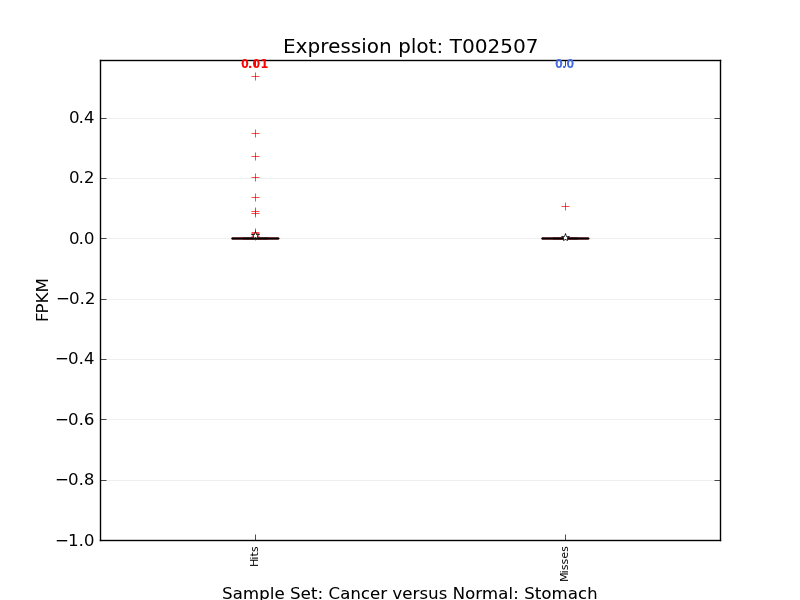 Expression plot: T002507
0.01
0.0
0.4
0.2
0.0
−0.2
−0.4
−0.6
−0.8
−1.0
FPKM
Hits
Misses
Sample Set: Cancer versus Normal: Stomach